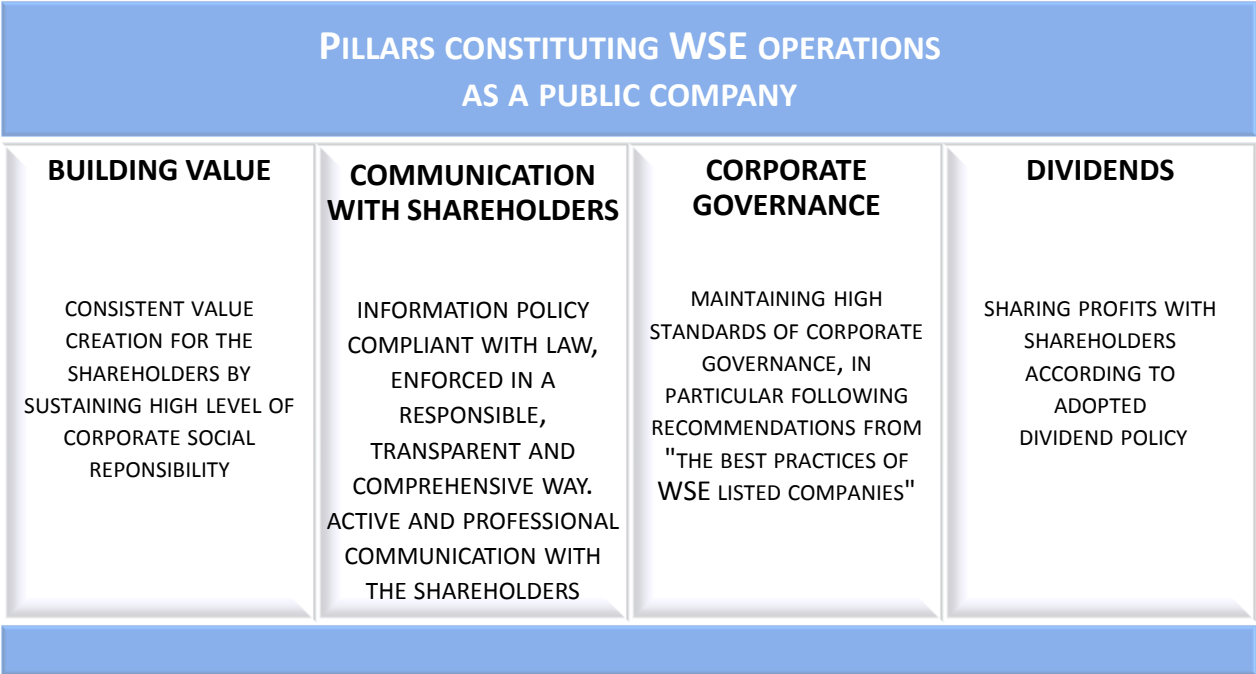 PILLARS CONSTITUTING WSE OPERATIONS
AS A PUBLIC COMPANY
BUILDING VALUE
CONSISTENT VALUE
CREATION FOR THE
SHAREHOLDERS BY
SUSTAINING HIGH LEVEL OF
CORPORATE SOCIAL
REPONSIBILITY
COMMUNICATION
WITH SHAREHOLDERS
INFORMATION POLICY
COMPLIANT WITH LAW,
ENFORCED IN A
RESPONSIBLE,
TRANSPARENT AND
COMPREHENSIVE WAY.
ACTIVE AND PROFESSIONAL
COMMUNICATION WITH
THE SHAREHOLDERS
CORPORATE
GOVERNANCE
MAINTAINING HIGH
STANDARDS OF CORPORATE
GOVERNANCE, IN
PARTICULAR FOLLOWING
RECOMMENDATIONS FROM
"THE BEST PRACTICES OF
WSE LISTED COMPANIES"
DIVIDENDS
SHARING PROFITS WITH
SHAREHOLDERS
ACCORDING TO
ADOPTED
DIVIDEND POLICY